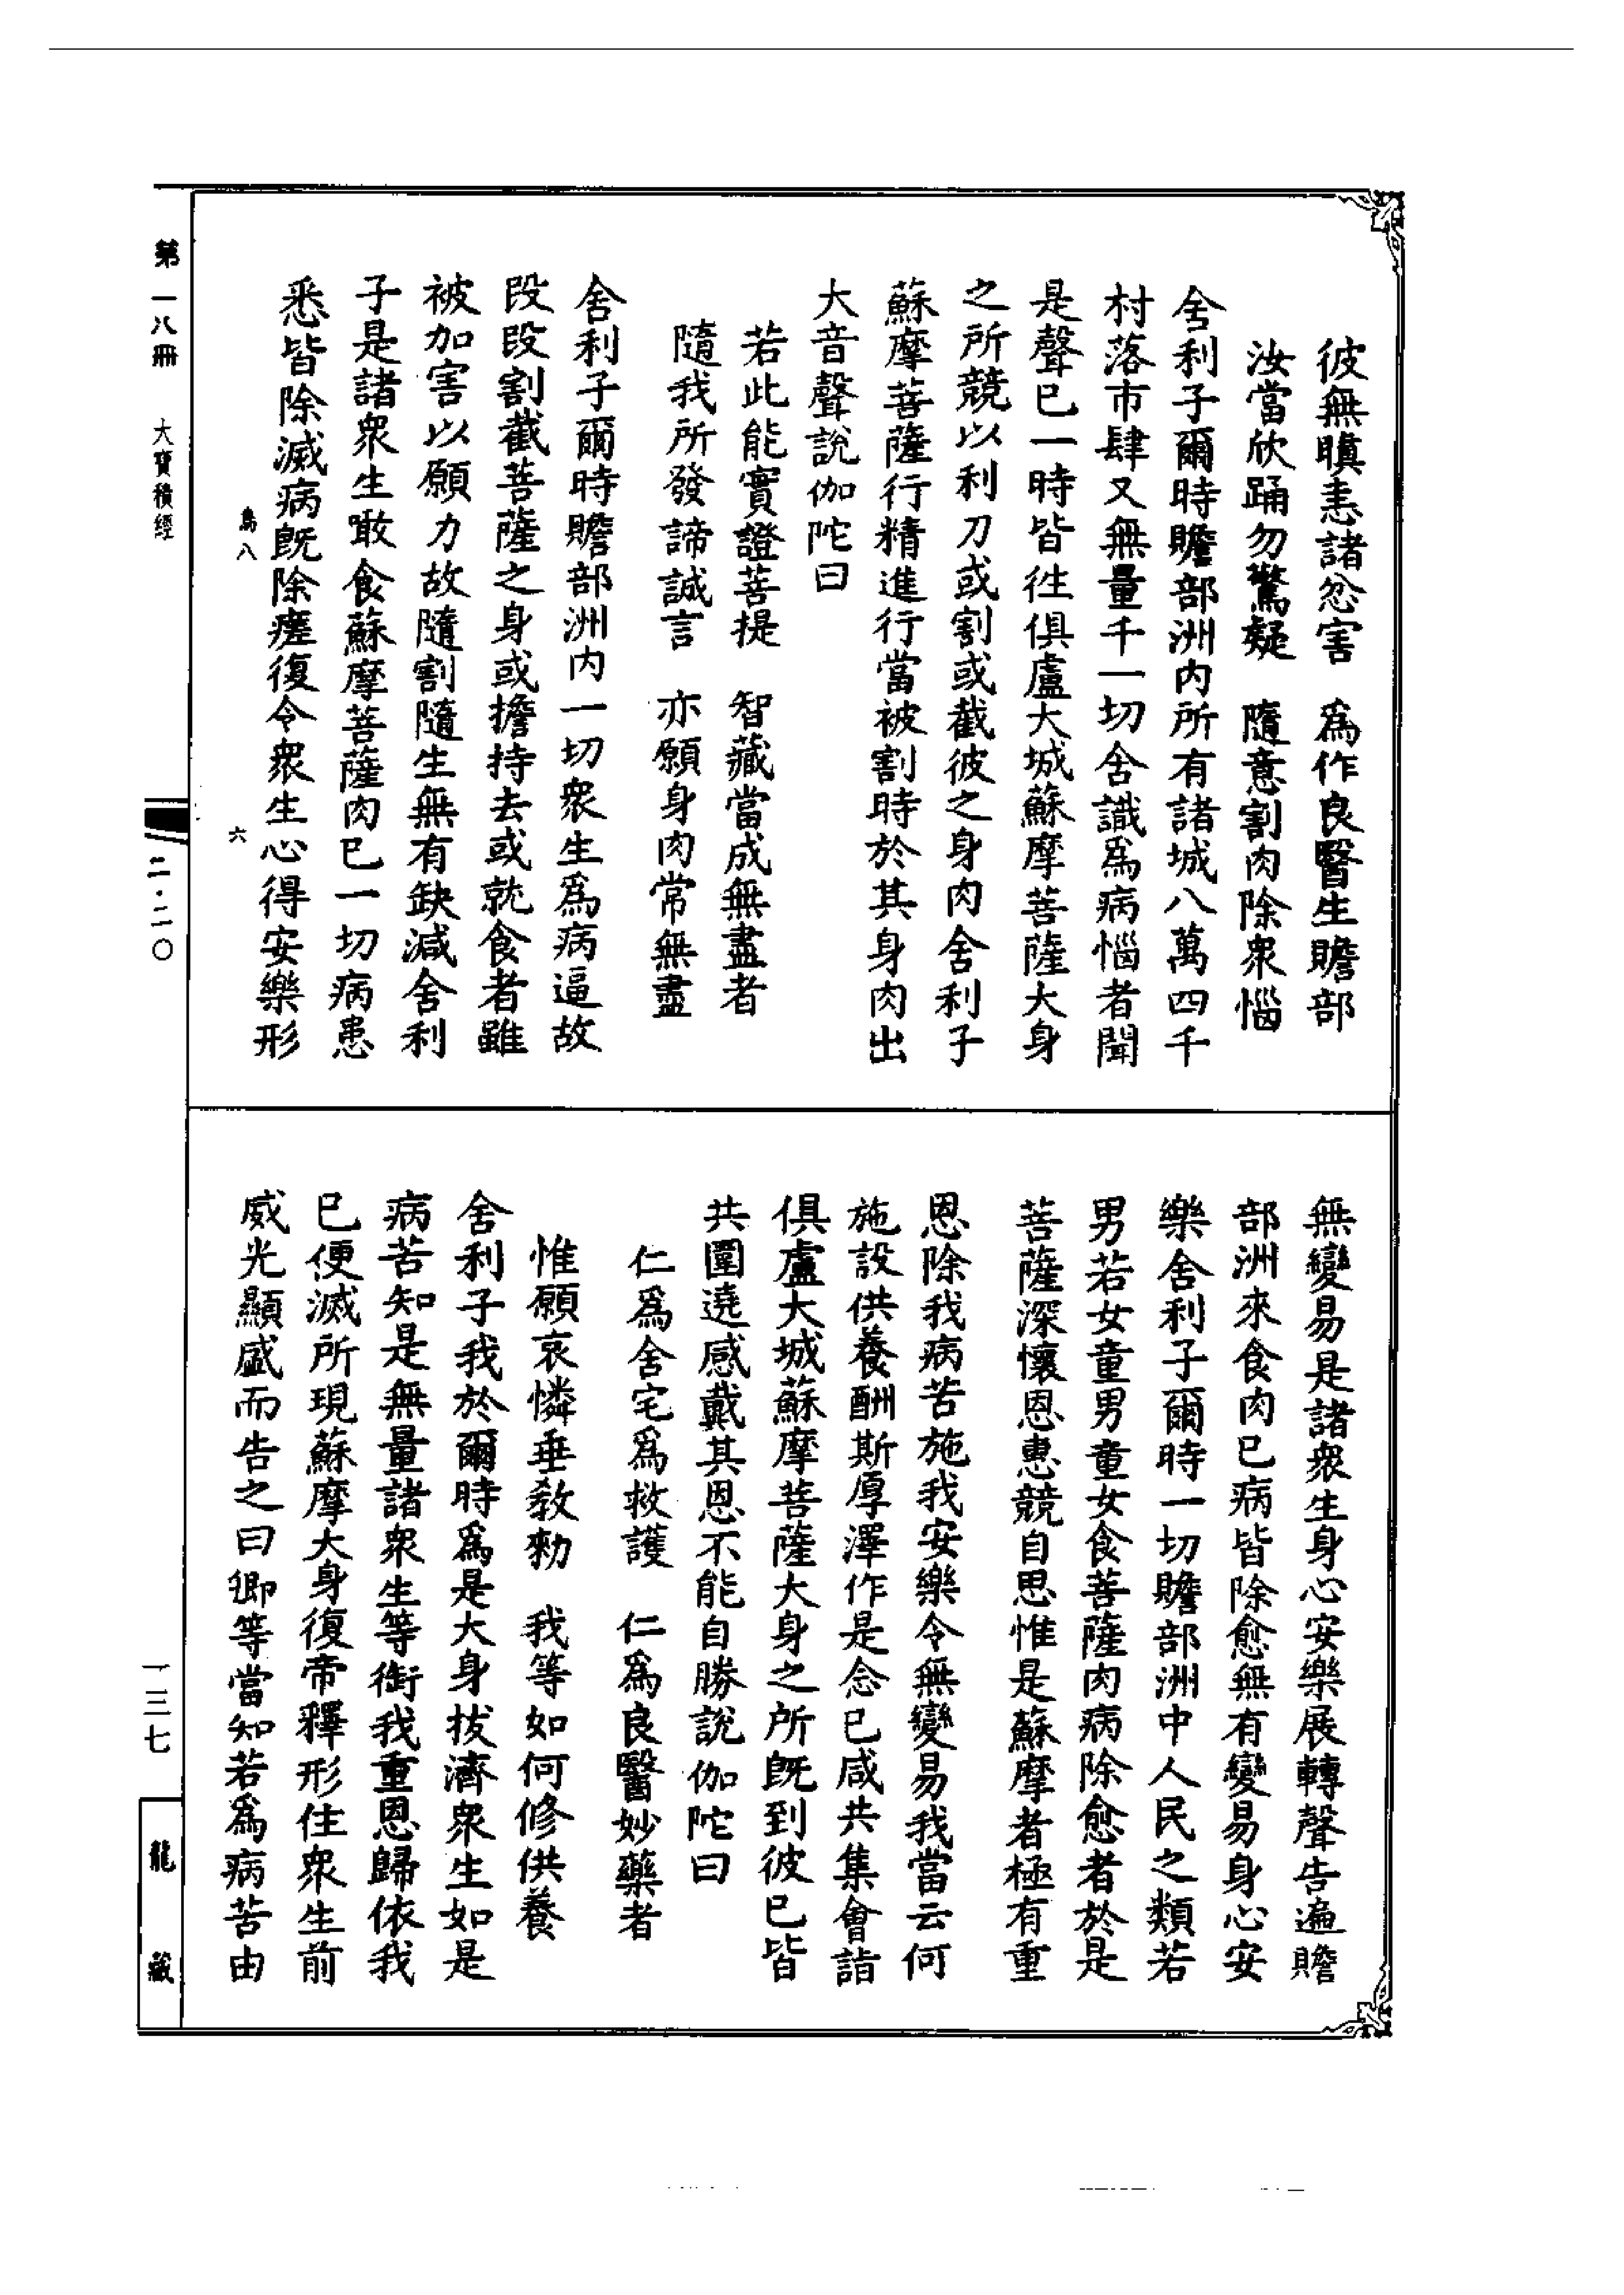 彼無瞋恚諸忿害　爲作良醫生贍部
汝當欣踊勿驚疑　隨意割肉除衆惱
舍利子爾時贍部洲内所有諸城八萬四千
村落市肆又無量千一切含識爲病惱者聞
是聲已一時皆往俱盧大城蘇摩菩薩大身
之所競以利刀或割或截彼之身肉舍利子
蘇摩菩薩行精進行當被割時於其身肉出
大音聲說伽陀曰
若此能實證菩提　智藏當成無盡者
隨我所發諦誠言　亦願身肉常無盡
舍利子爾時贍部洲内一切衆生爲病逼故
段段割截菩薩之身或擔持去或就食者雖
被加害以願力故隨割隨生無有缺減舍利
子是諸衆生噉食蘇摩菩薩肉已一切病患
悉皆除滅病旣除瘥復令衆生心得安樂形
鳥八　六
無變易是諸衆生身心安樂展轉聲告遍贍
部洲來食肉已病皆除愈無有變易身心安
樂舍利子爾時一切贍部洲中人民之類若
男若女童男童女食菩薩肉病除愈者於是
菩薩深懷恩惠競自思惟是蘇摩者極有重
恩除我病苦施我安樂令無變易我當云何
施設供養酬斯厚澤作是念已咸共集會詣
俱盧大城蘇摩菩薩大身之所旣到彼已皆
共圍遶感戴其恩不能自勝說伽陀曰
仁爲舍宅爲救護　仁爲良醫妙藥者
惟願哀憐垂敎勑　我等如何修供養
舍利子我於爾時爲是大身拔濟衆生如是
病苦知是無量諸衆生等銜我重恩歸依我
已便滅所現蘇摩大身復帝釋形住衆生前
威光顯盛而告之曰卿等當知若爲病苦由
第一八冊　大寶積經　二・二〇　一三七　龍藏